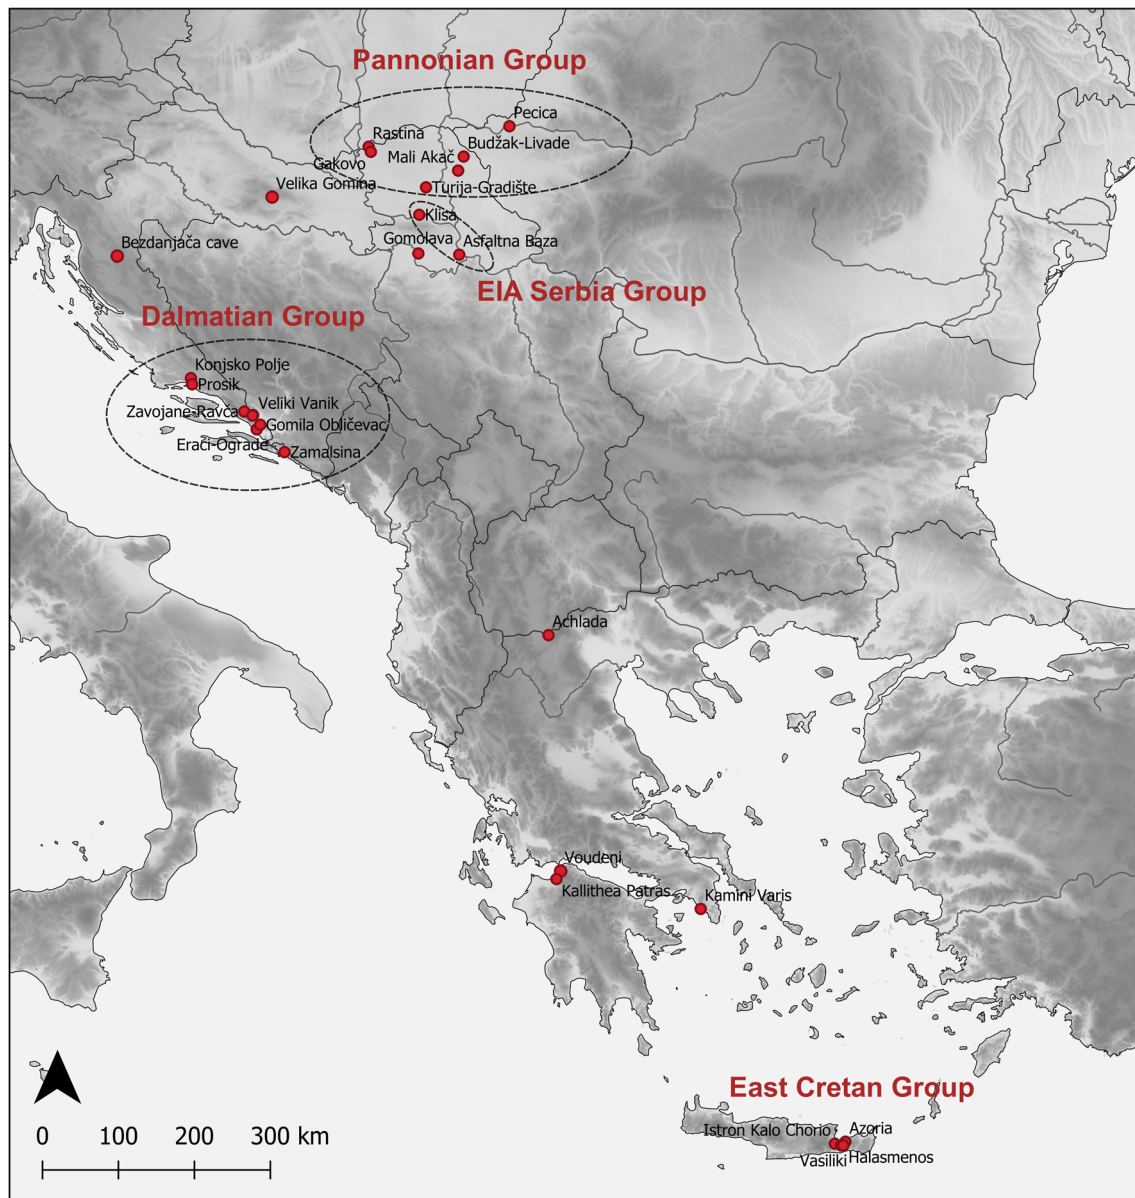 Pannonian Group
Pecica
Rastina
Budžak-Livade
Mali Akač
Gakovo
Velika Gomina
Turija-Gradište
Klisa
Gomolava
Asfaltna Baza
Bezdanjača cave
EIA Serbia Group
Dalmatian Group
Konjsko Polje
Prosik
Veliki Vanik
Zavojane-Ravča
Gomila Obličevac
Eraći-Ograde
Zamalsina
Achlada
Voudeni
Kallithea Patras
Kamini Varis
East Cretan Group
Istron Kalo Chorio
Azoria
Vasiliki
Halasmenos
0 100 200 300 km